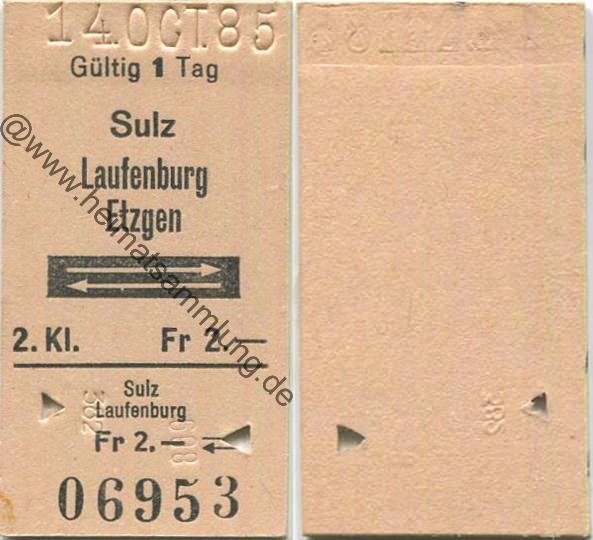 14.OCT.85
Gültig 1 Tag
Sulz
Laufenburg
Etzgen
2. Kl. Fr 2.—
Sulz
Laufenburg
Fr 2.—
06953
@www.heimatsammlung.de